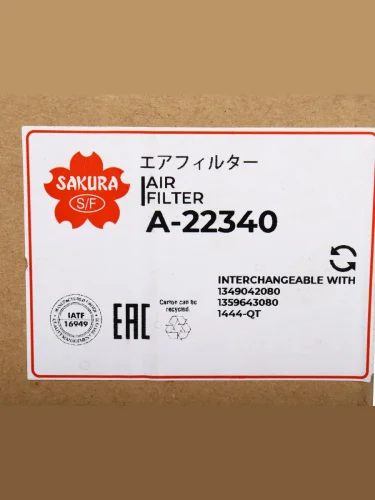 SAKURA
S/F
エアフィルター
AIR
FILTER
A-22340
INTERCHANGEABLE WITH
1349042080
1359643080
1444-QT
IATF
16949
EAC
Carton can be
recycled.